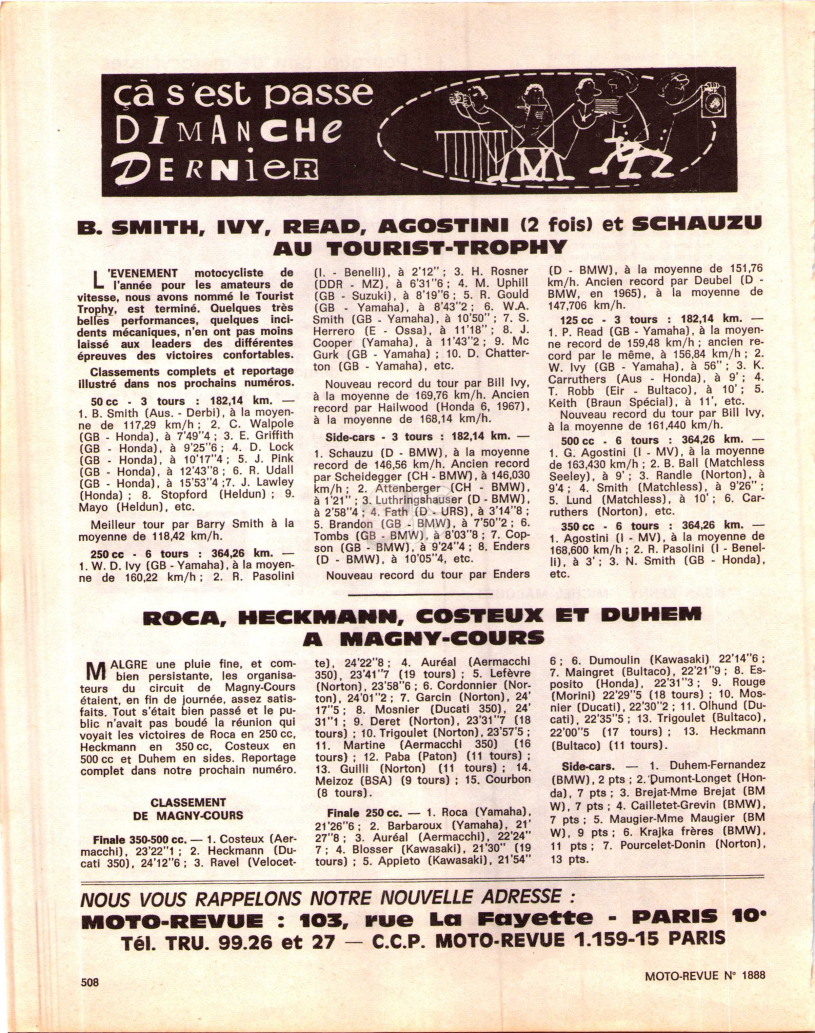 çà s'est passé
DIMANCHE
DERNIER
B. SMITH, IVY, READ, AGOSTINI (2 fois) et SCHAUZU
AU TOURIST-TROPHY
L'EVENEMENT motocycliste de
l'année pour les amateurs de
vitesse, nous avons nommé le Tourist
Trophy, est terminé. Quelques très
belles performances, quelques inci-
dents mécaniques, n'en ont pas moins
laissé aux leaders des différentes
épreuves des victoires confortables.
Classements complets et reportage
illustré dans nos prochains numéros.
50 cc - 3 tours : 182,14 km. —
1. B. Smith (Aus. - Derbi), à la moyen-
ne de 117,29 km/h ; 2. C. Walpole
(GB - Honda), à 7'49"4 ; 3. E. Griffith
(GB - Honda), à 9'25"6 ; 4. D. Lock
(GB - Honda), à 10'17"4 ; 5. J. Pink
(GB - Honda), à 12'43"8 ; 6. R. Udall
(GB - Honda), à 15'53"4 ;7. J. Lawley
(Honda) ; 8. Stopford (Heldun) ; 9.
Mayo (Heldun), etc.
Meilleur tour par Barry Smith à la
moyenne de 118,42 km/h.
250 cc - 6 tours : 364,26 km. —
1. W. D. Ivy (GB - Yamaha), à la moyen-
ne de 160,22 km/h ; 2. R. Pasolini
(I. - Benelli), à 2'12" ; 3. H. Rosner
(DDR - MZ), à 6'31"6 ; 4. M. Uphill
(GB - Suzuki), à 8'19"6 ; 5. R. Gould
(GB - Yamaha), à 8'43"2 ; 6. W.A.
Smith (GB - Yamaha), à 10'50" ; 7. S.
Herrero (E - Ossa), à 11'18" ; 8. J.
Cooper (Yamaha), à 11'43"2 ; 9. Mc
Gurk (GB - Yamaha) ; 10. D. Chatter-
ton (GB - Yamaha), etc.
Nouveau record du tour par Bill Ivy,
à la moyenne de 169,76 km/h. Ancien
record par Hailwood (Honda 6, 1967),
à la moyenne de 168,14 km/h.
Side-cars - 3 tours : 182,14 km. —
1. Schauzu (D - BMW), à la moyenne
record de 146,56 km/h. Ancien record
par Scheidegger (CH - BMW), à 146,030
km/h ; 2. Attenberger (CH - BMW),
à 1'21" ; 3. Luthringshauser (D - BMW),
à 2'58"4 ; 4. Fath (D - URS), à 3'14"8 ;
5. Brandon (GB - BMW), à 7'50"2 ; 6.
Tombs (GB - BMW), à 8'03"8 ; 7. Cop-
son (GB - BMW), à 9'24"4 ; 8. Enders
(D - BMW), à 10'05"4, etc.
Nouveau record du tour par Enders
(D - BMW), à la moyenne de 151,76
km/h. Ancien record par Deubel (D -
BMW, en 1965), à la moyenne de
147,706 km/h.
125 cc - 3 tours : 182,14 km. —
1. P. Read (GB - Yamaha), à la moyen-
ne record de 159,48 km/h ; ancien re-
cord par le même, à 156,84 km/h ; 2.
W. Ivy (GB - Yamaha), à 56" ; 3. K.
Carruthers (Aus - Honda), à 9' ; 4.
T. Robb (Eir - Bultaco), à 10' ; 5.
Keith (Braun Spécial), à 11', etc.
Nouveau record du tour par Bill Ivy,
à la moyenne de 161,440 km/h.
500 cc - 6 tours : 364,26 km. —
1. G. Agostini (I - MV), à la moyenne
de 163,430 km/h ; 2. B. Ball (Matchless
Seeley), à 9' ; 3. Randle (Norton), à
9'4 ; 4. Smith (Matchless), à 9'26" ;
5. Lund (Matchless), à 10' ; 6. Car-
ruthers (Norton), etc.
350 cc - 6 tours : 364,26 km. —
1. Agostini (I - MV), à la moyenne de
168,600 km/h ; 2. R. Pasolini (I - Benel-
li), à 3' ; 3. N. Smith (GB - Honda),
etc.
ROCA, HECKMANN, COSTEUX ET DUHEM
A MAGNY-COURS
MALGRE une pluie fine, et com-
bien persistante, les organisa-
teurs du circuit de Magny-Cours
étaient, en fin de journée, assez satis-
faits. Tout s'était bien passé et le pu-
blic n'avait pas boudé la réunion qui
voyait les victoires de Roca en 250 cc,
Heckmann en 350 cc, Costeux en
500 cc et Duhem en sides. Reportage
complet dans notre prochain numéro.
CLASSEMENT
DE MAGNY-COURS
Finale 350-500 cc. — 1. Costeux (Aer-
macchi), 23'22"1 ; 2. Heckmann (Du-
cati 350), 24'12"6 ; 3. Ravel (Velocet-
te), 24'22"8 ; 4. Auréal (Aermacchi
350), 23'41"7 (19 tours) ; 5. Lefèvre
(Norton), 23'58"6 ; 6. Cordonnier (Nor-
ton), 24'01"2 ; 7. Garcin (Norton), 24'
17"5 ; 8. Mosnier (Ducati 350), 24'
31"1 ; 9. Deret (Norton), 23'31"7 (18
tours) ; 10. Trigoulet (Norton), 23'57'5 ;
11. Martine (Aermacchi 350) (16
tours) ; 12. Paba (Paton) (11 tours) ;
13. Guilli (Norton) (11 tours) ; 14.
Meizoz (BSA) (9 tours) ; 15. Courbon
(8 tours).
Finale 250 cc. — 1. Roca (Yamaha),
21'26"6 ; 2. Barbaroux (Yamaha), 21'
27"8 ; 3. Auréal (Aermacchi), 22'24"
7 ; 4. Blosser (Kawasaki), 21'30" (19
tours) ; 5. Appieto (Kawasaki), 21'54"
6 ; 6. Dumoulin (Kawasaki) 22'14"6 ;
7. Maingret (Bultaco), 22'21"9 ; 8. Es-
posito (Honda), 22'31"3 ; 9. Rouge
(Morini) 22'29"5 (18 tours) ; 10. Mos-
nier (Ducati), 22'30"2 ; 11. Olhund (Du-
cati), 22'35"5 ; 13. Trigoulet (Bultaco),
22'00"5 (17 tours) ; 13. Heckmann
(Bultaco) (11 tours).
Side-cars. — 1. Duhem-Fernandez
(BMW), 2 pts ; 2. Dumont-Longet (Hon-
da), 7 pts ; 3. Brejat-Mme Brejat (BM
W), 7 pts ; 4. Cailletet-Grevin (BMW),
7 pts ; 5. Maugier-Mme Maugier (BM
W), 9 pts ; 6. Krajka frères (BMW),
11 pts ; 7. Pourcelet-Donin (Norton),
13 pts.
NOUS VOUS RAPPELONS NOTRE NOUVELLE ADRESSE :
MOTO-REVUE : 103, rue La Fayette - PARIS 10e
Tél. TRU. 99.26 et 27 — C.C.P. MOTO-REVUE 1.159-15 PARIS
508
MOTO-REVUE N° 1888